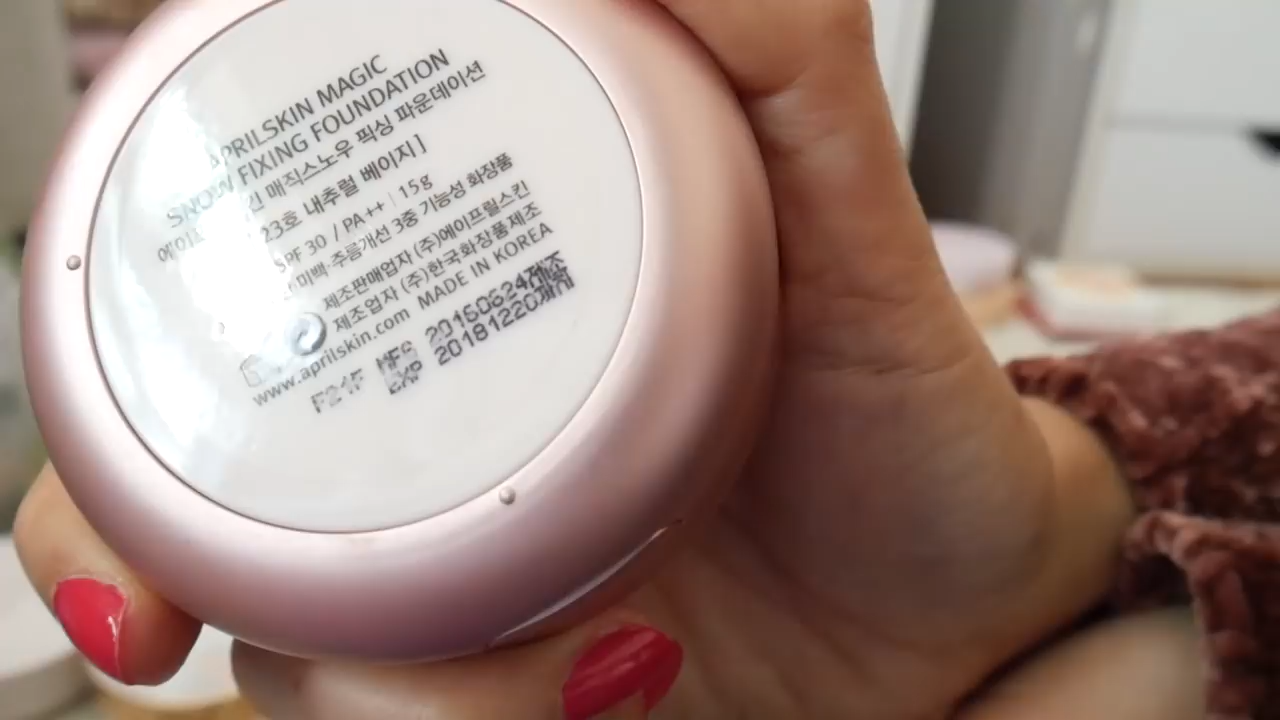 APRILSKIN MAGIC
SNOW FIXING FOUNDATION
매직스노우 픽싱 파운데이션
23호 내추럴 베이지 ]
SPF 30 / PA++ | 15g
미백·주름개선 3중 기능성 화장품
제조판매업자 (주)에이프릴스킨
제조업자 (주)한국화장품제조
www.aprilskin.com MADE IN KOREA
F21F MFG 20160624제조
EXP 20181220까지